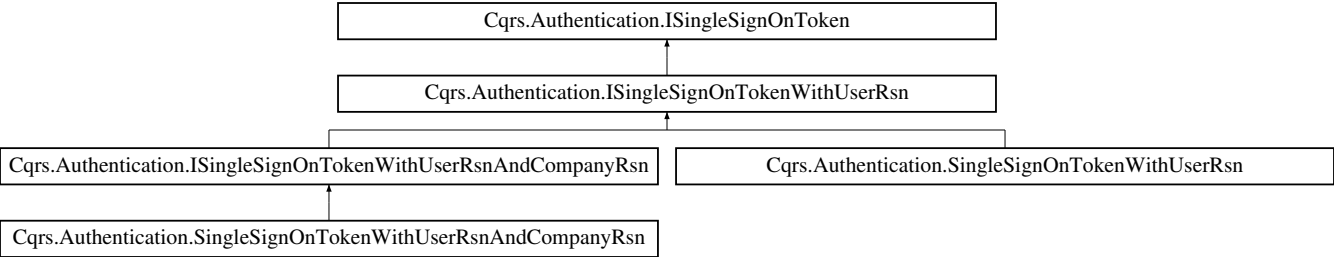 Cqrs.Authentication.ISingleSignOnToken
Cqrs.Authentication.ISingleSignOnTokenWithUserRsn
Cqrs.Authentication.ISingleSignOnTokenWithUserRsnAndCompanyRsn
Cqrs.Authentication.SingleSignOnTokenWithUserRsn
Cqrs.Authentication.SingleSignOnTokenWithUserRsnAndCompanyRsn